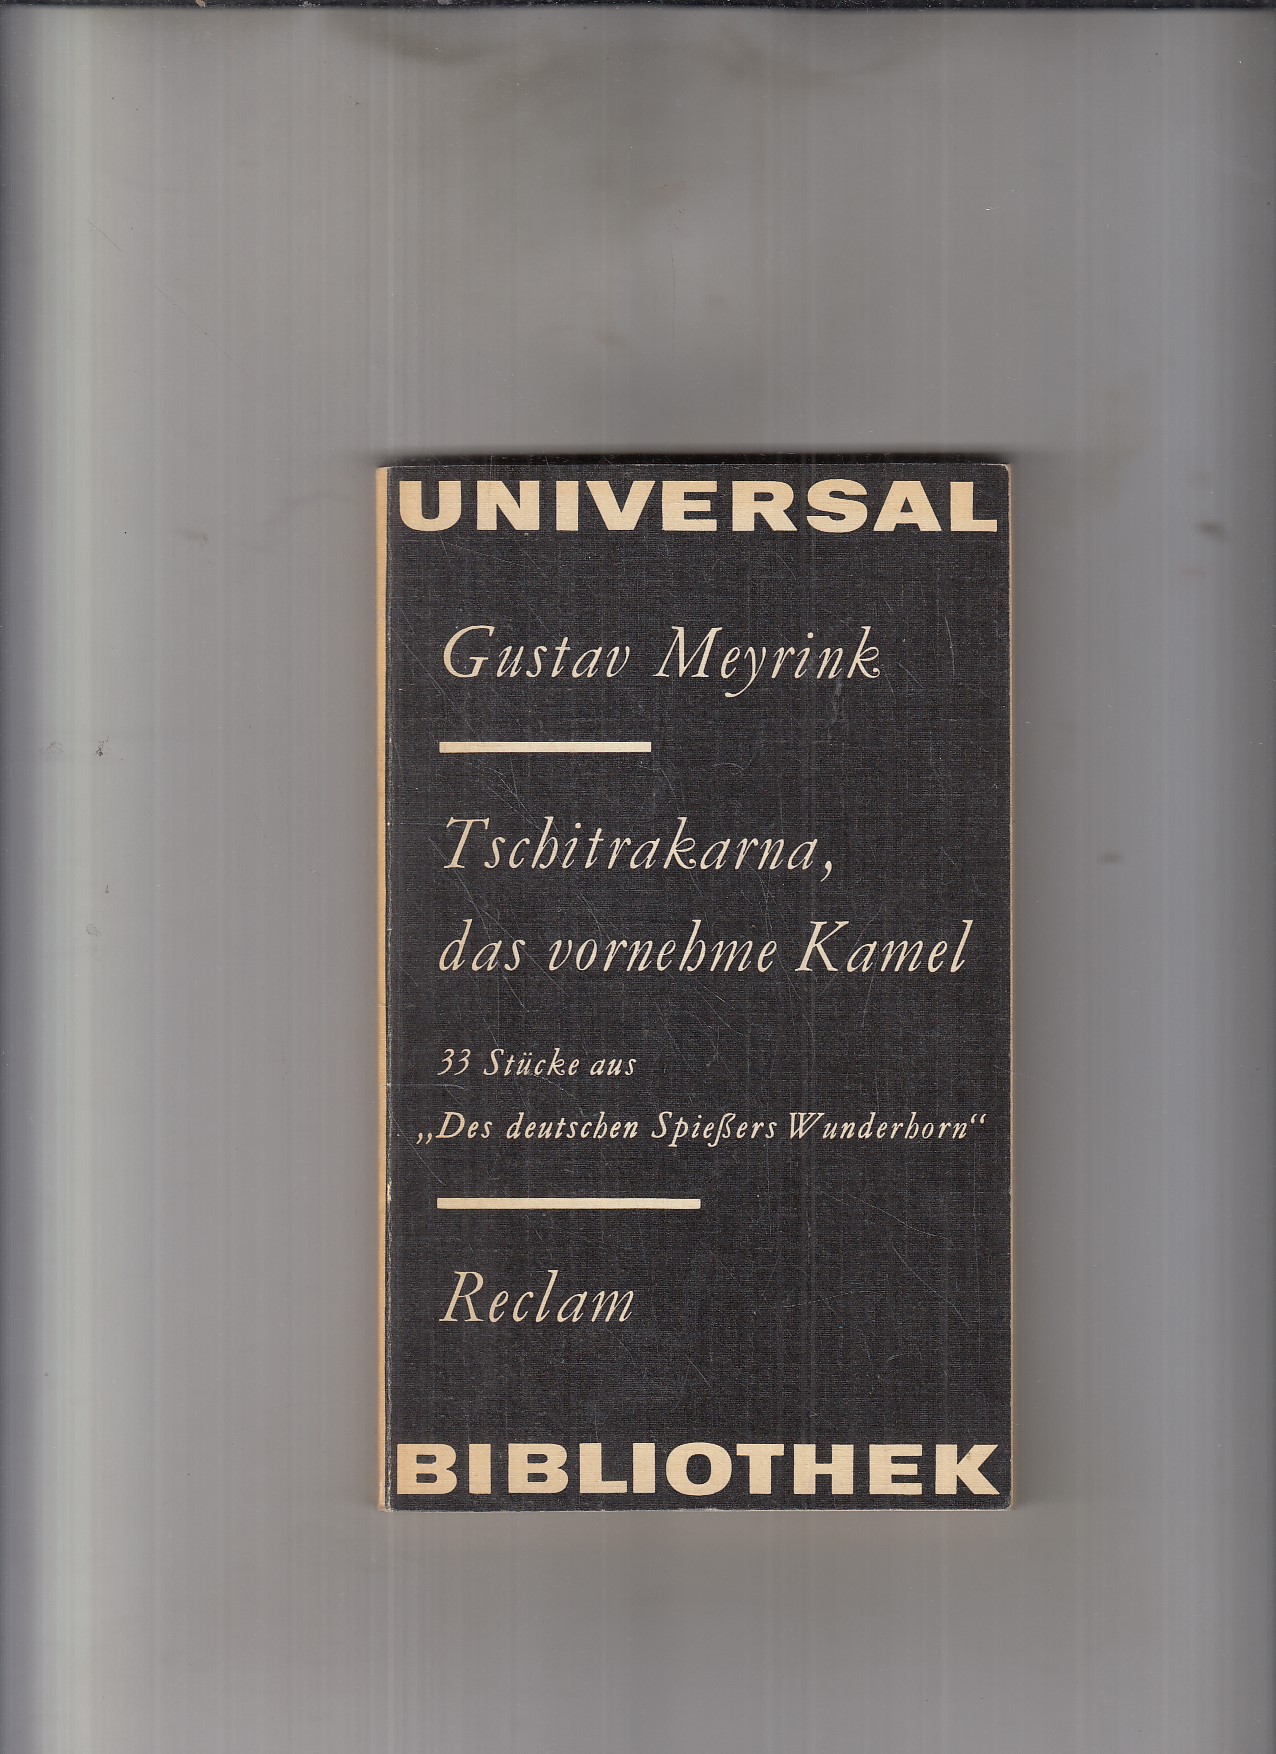 UNIVERSAL
Gustav Meyrink
Tschitrakarna,
das vornehme Kamel
33 Stücke aus
„Des deutschen Spießers Wunderhorn“
Reclam
BIBLIOTHEK